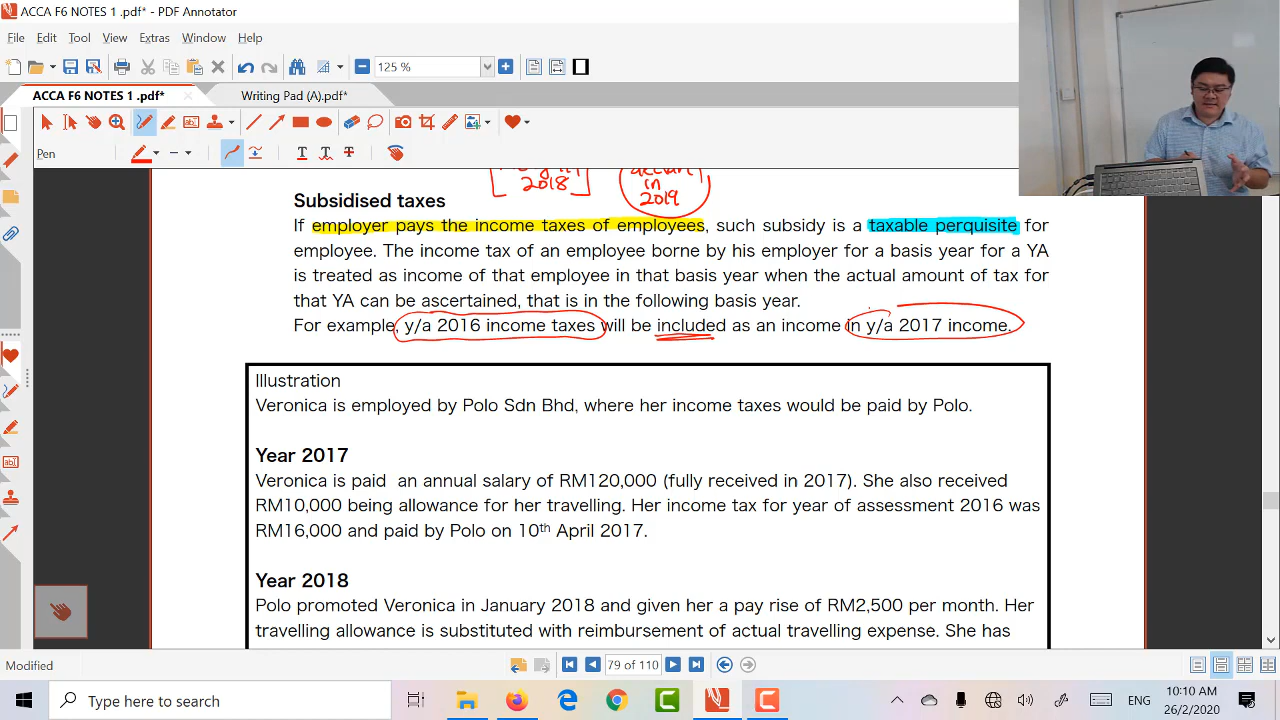 ACCA F6 NOTES 1 .pdf* - PDF Annotator
File Edit Tool View Extras Window Help
125 %
ACCA F6 NOTES 1 .pdf* Writing Pad (A).pdf*
Pen
2018
in
2019
Subsidised taxes
If employer pays the income taxes of employees, such subsidy is a taxable perquisite for
employee. The income tax of an employee borne by his employer for a basis year for a YA
is treated as income of that employee in that basis year when the actual amount of tax for
that YA can be ascertained, that is in the following basis year.
For example, y/a 2016 income taxes will be included as an income in y/a 2017 income.
Illustration
Veronica is employed by Polo Sdn Bhd, where her income taxes would be paid by Polo.
Year 2017
Veronica is paid an annual salary of RM120,000 (fully received in 2017). She also received
RM10,000 being allowance for her travelling. Her income tax for year of assessment 2016 was
RM16,000 and paid by Polo on 10th April 2017.
Year 2018
Polo promoted Veronica in January 2018 and given her a pay rise of RM2,500 per month. Her
travelling allowance is substituted with reimbursement of actual travelling expense. She has
Modified
79 of 110
Type here to search
ENG
10:10 AM
26/2/2020